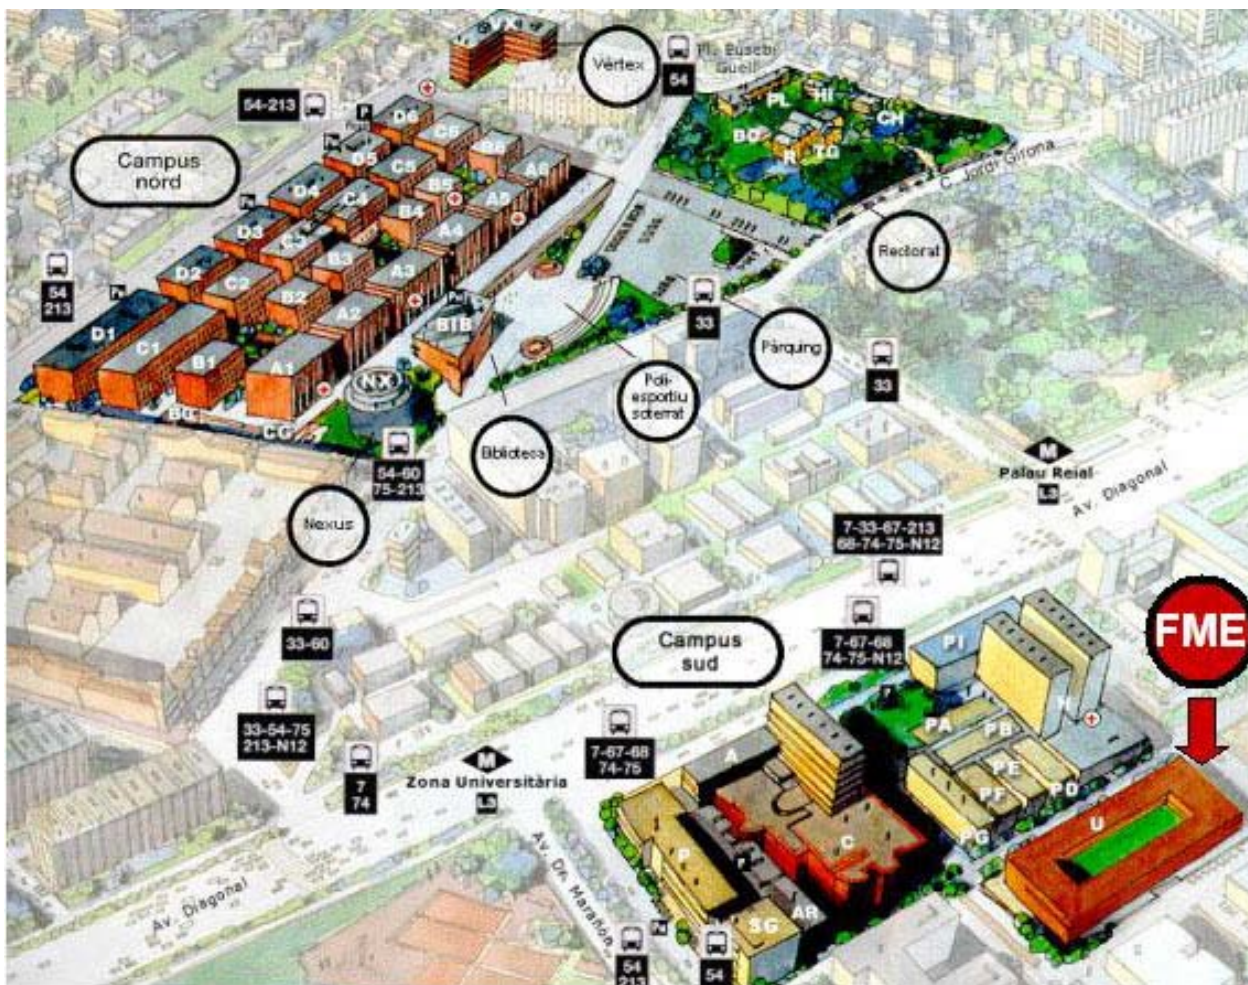 Vèrtex
54
Pl. Eusebi
Güell
54-213
P
Campus
nord
PL
HI
CH
BO
R
TG
C. Jordi Girona
Rectorat
D6
C6
B6
A6
D5
C5
B5
A5
D4
C4
B4
A4
D3
C3
B3
A3
D2
C2
B2
A2
D1
C1
B1
A1
54
213
BTB
NX
CG
33
Pàrquing
33
Poli-
esportiu
soterrat
Biblioteca
54-60
75-213
Nexus
M
Palau Reial
L3
Av. Diagonal
7-33-67-213
68-74-75-N12
33-60
Campus
sud
7-67-68
74-75-N12
FME
PI
PA
PB
PE
PF
PD
PG
U
33-54-75
213-N12
7
74
M
Zona Universitària
L3
7-67-68
74-75
A
C
P
AR
SG
Av. Diagonal
Av. Dr. Marañon
54
213
54